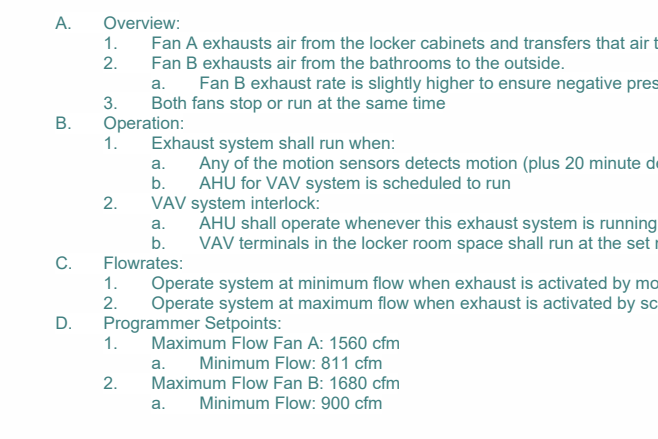 A. Overview:
1. Fan A exhausts air from the locker cabinets and transfers that air
2. Fan B exhausts air from the bathrooms to the outside.
a. Fan B exhaust rate is slightly higher to ensure negative
3. Both fans stop or run at the same time
B. Operation:
1. Exhaust system shall run when:
a. Any of the motion sensors detects motion (plus 20 minute
b. AHU for VAV system is scheduled to run
2. VAV system interlock:
a. AHU shall operate whenever this exhaust system is running
b. VAV terminals in the locker room space shall run at the set
C. Flowrates:
1. Operate system at minimum flow when exhaust is activated by
2. Operate system at maximum flow when exhaust is activated by
D. Programmer Setpoints:
1. Maximum Flow Fan A: 1560 cfm
a. Minimum Flow: 811 cfm
2. Maximum Flow Fan B: 1680 cfm
a. Minimum Flow: 900 cfm